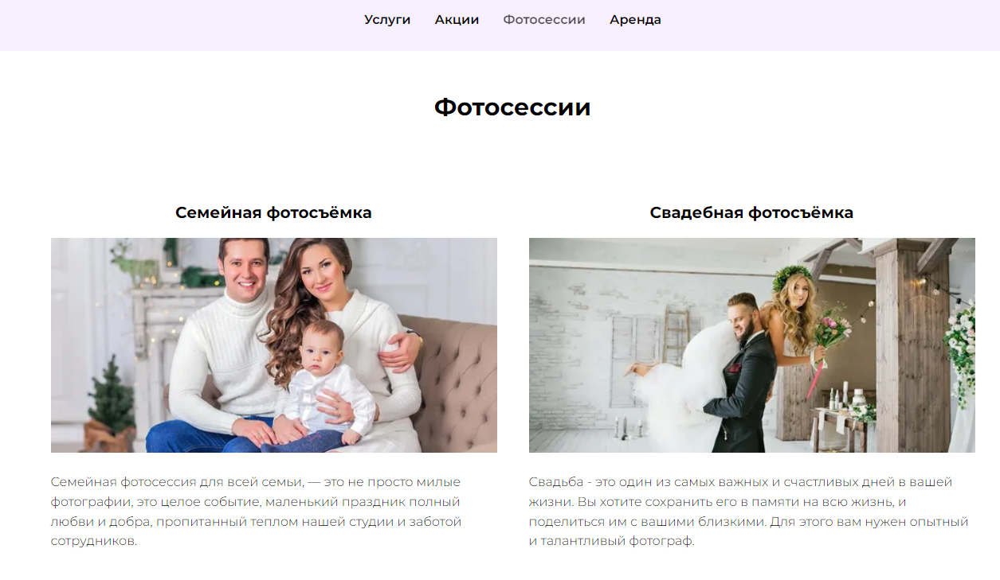 Услуги Акции Фотосессии Аренда
Фотосессии
Семейная фотосъёмка
Семейная фотосессия для всей семьи, — это не просто милые
фотографии, это целое событие, маленький праздник полный
любви и добра, пропитанный теплом нашей студии и заботой
сотрудников.
Свадебная фотосъёмка
Свадьба - это один из самых важных и счастливых дней в вашей
жизни. Вы хотите сохранить его в памяти на всю жизнь, и
поделиться им с вашими близкими. Для этого вам нужен опытный
и талантливый фотограф.